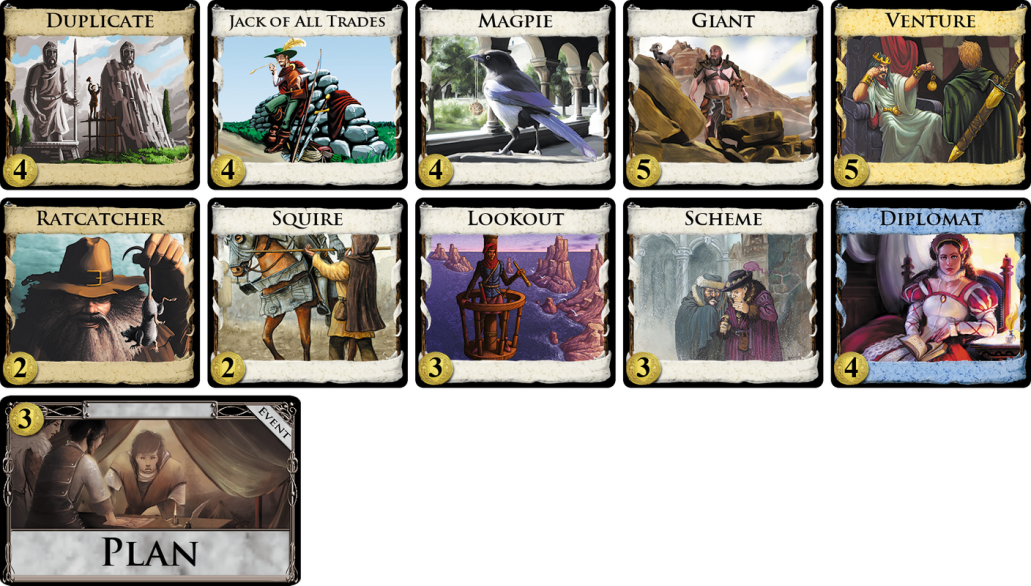 DUPLICATE
4
JACK OF ALL TRADES
4
MAGPIE
4
GIANT
5
VENTURE
5
RATCATCHER
2
SQUIRE
2
LOOKOUT
3
SCHEME
3
DIPLOMAT
4
3
EVENT
PLAN